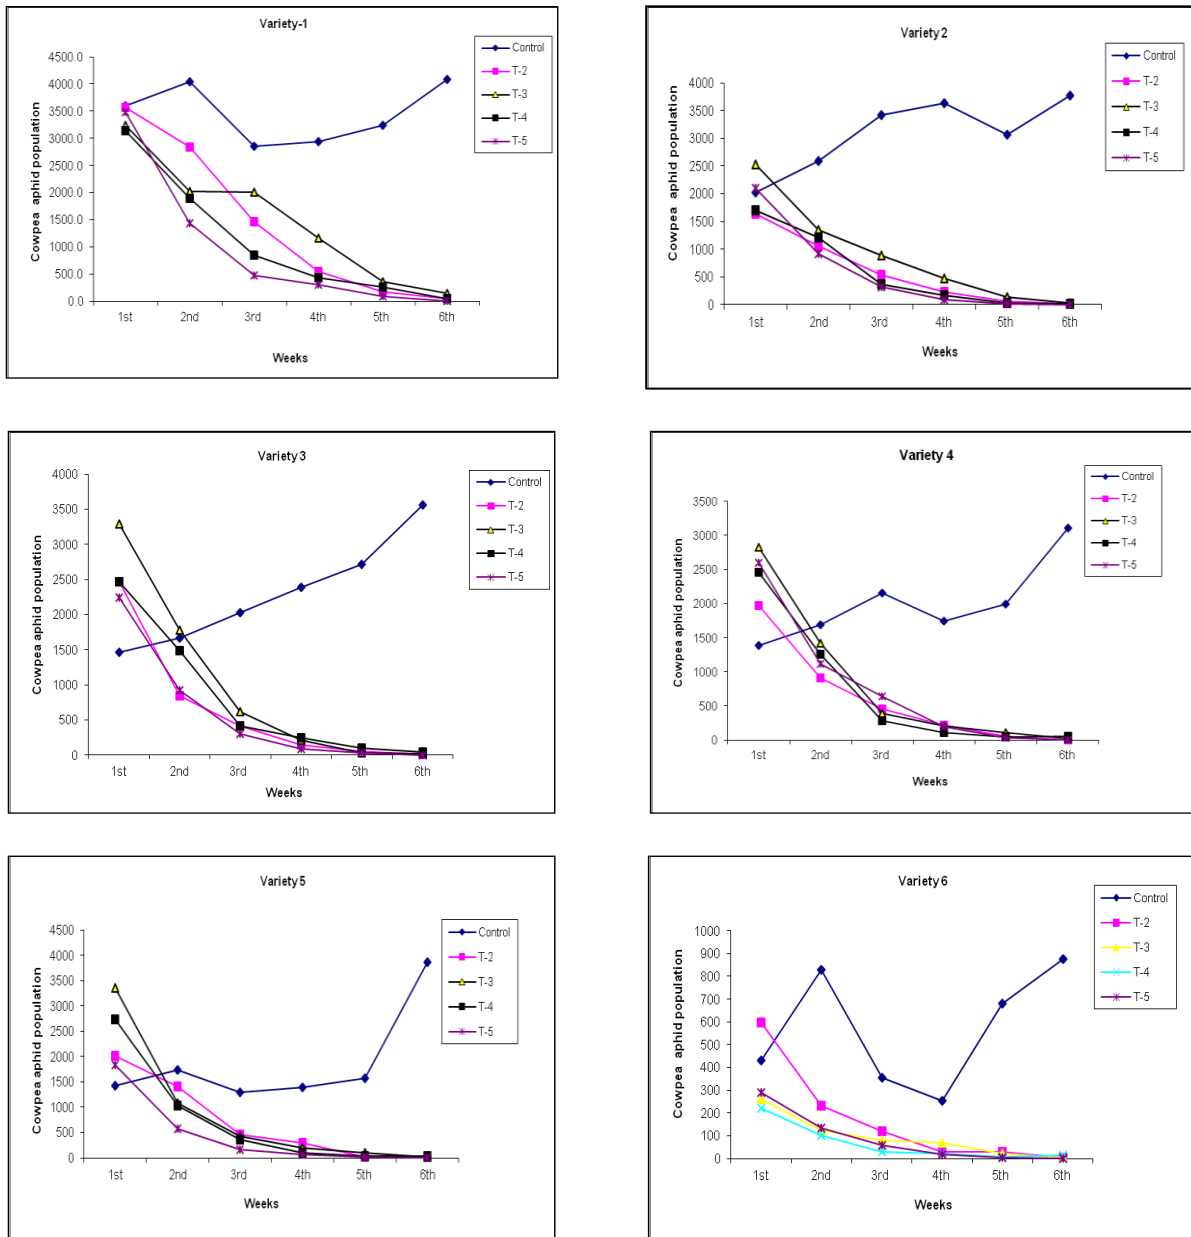 Variety-1
Cowpea aphid population
4500.0
4000.0
3500.0
3000.0
2500.0
2000.0
1500.0
1000.0
500.0
0.0
1st 2nd 3rd 4th 5th 6th
Weeks
Control
T-2
T-3
T-4
T-5
Variety 2
Cowpea aphid population
4000
3500
3000
2500
2000
1500
1000
500
0
1st 2nd 3rd 4th 5th 6th
Weeks
Control
T-2
T-3
T-4
T-5
Variety 3
Cowpea aphid population
4000
3500
3000
2500
2000
1500
1000
500
0
1st 2nd 3rd 4th 5th 6th
Weeks
Control
T-2
T-3
T-4
T-5
Variety 4
Cowpea aphid population
3500
3000
2500
2000
1500
1000
500
0
1st 2nd 3rd 4th 5th 6th
Weeks
Control
T-2
T-3
T-4
T-5
Variety 5
Cowpea aphid population
4500
4000
3500
3000
2500
2000
1500
1000
500
0
1st 2nd 3rd 4th 5th 6th
Weeks
Control
T-2
T-3
T-4
T-5
Variety 6
Cowpea aphid population
1000
900
800
700
600
500
400
300
200
100
0
1st 2nd 3rd 4th 5th 6th
Weeks
Control
T-2
T-3
T-4
T-5